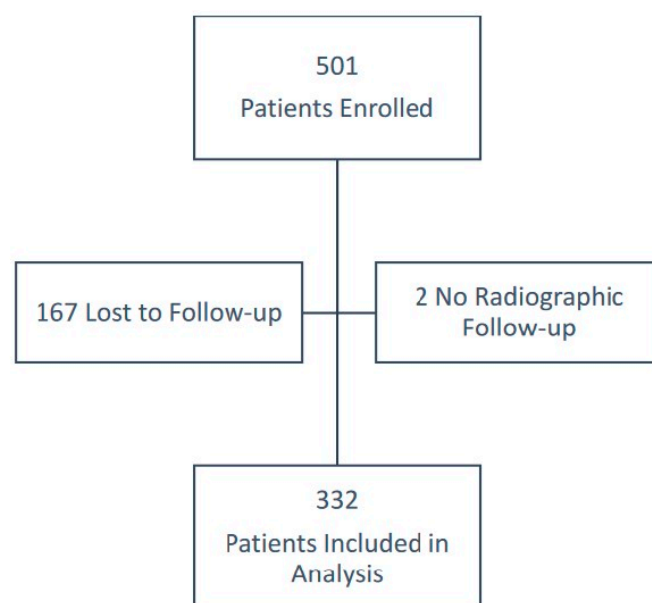 501
Patients Enrolled
167 Lost to Follow-up
2 No Radiographic
Follow-up
332
Patients Included in
Analysis